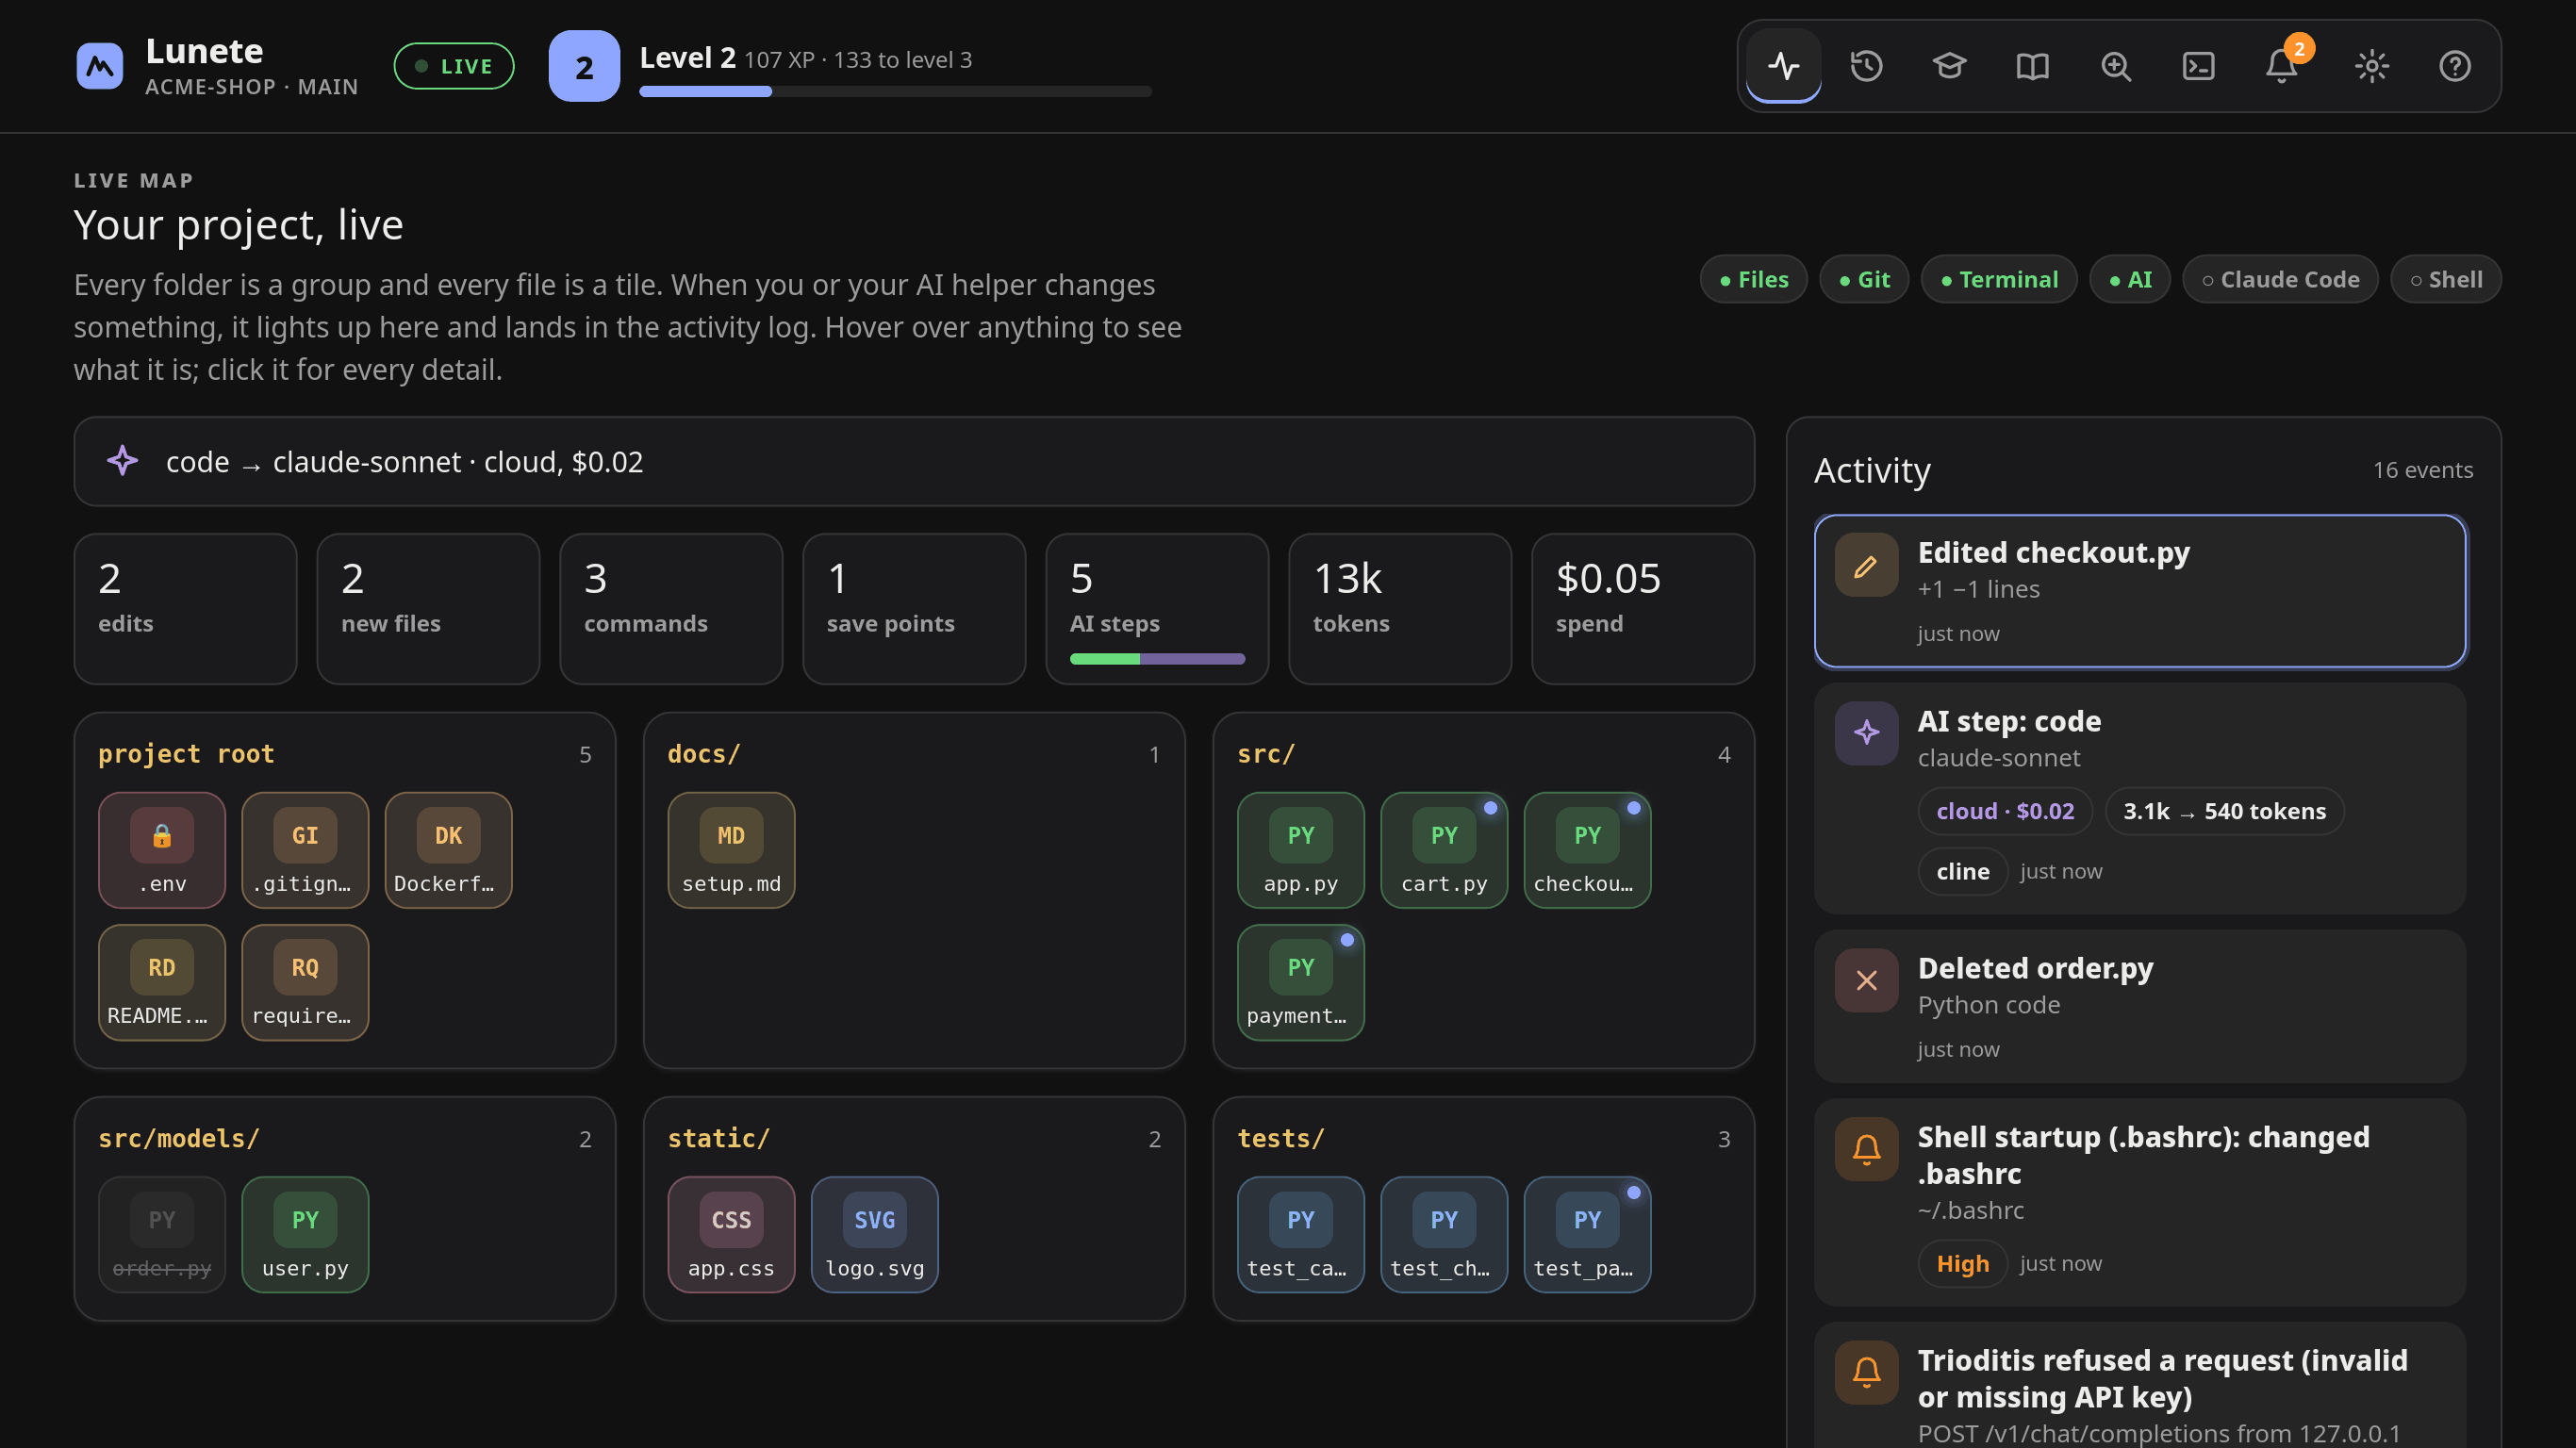 Lunete
ACME-SHOP · MAIN
LIVE
2
Level 2 107 XP · 133 to level 3
2
LIVE MAP
Your project, live
Every folder is a group and every file is a tile. When you or your AI helper changes
something, it lights up here and lands in the activity log. Hover over anything to see
what it is; click it for every detail.
● Files
● Git
● Terminal
● AI
○ Claude Code
○ Shell
code → claude-sonnet · cloud, $0.02
2
edits
2
new files
3
commands
1
save points
5
AI steps
13k
tokens
$0.05
spend
project root 5
.env
GI
.gitign…
DK
Dockerf…
RD
README.…
RQ
require…
docs/ 1
MD
setup.md
src/ 4
PY
app.py
PY
cart.py
PY
checkou…
PY
payment…
src/models/ 2
PY
order.py
PY
user.py
static/ 2
CSS
app.css
SVG
logo.svg
tests/ 3
PY
test_ca…
PY
test_ch…
PY
test_pa…
Activity 16 events
Edited checkout.py
+1 −1 lines
just now
AI step: code
claude-sonnet
cloud · $0.02 3.1k → 540 tokens
cline just now
Deleted order.py
Python code
just now
Shell startup (.bashrc): changed
.bashrc
~/.bashrc
High just now
Trioditis refused a request (invalid
or missing API key)
POST /v1/chat/completions from 127.0.0.1